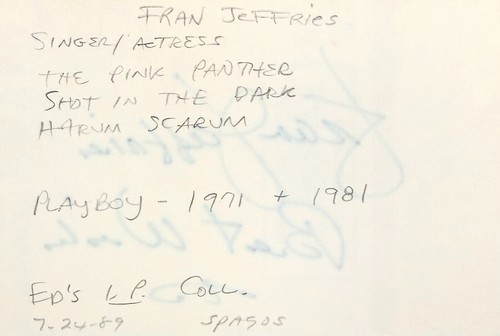 FRAN JEFFRIES
SINGER/ACTRESS
THE PINK PANTHER
SHOT IN THE DARK
HARUM SCARUM
PLAYBOY - 1971 + 1981
ED'S L.P. COLL.
7-24-89 SPAGOS